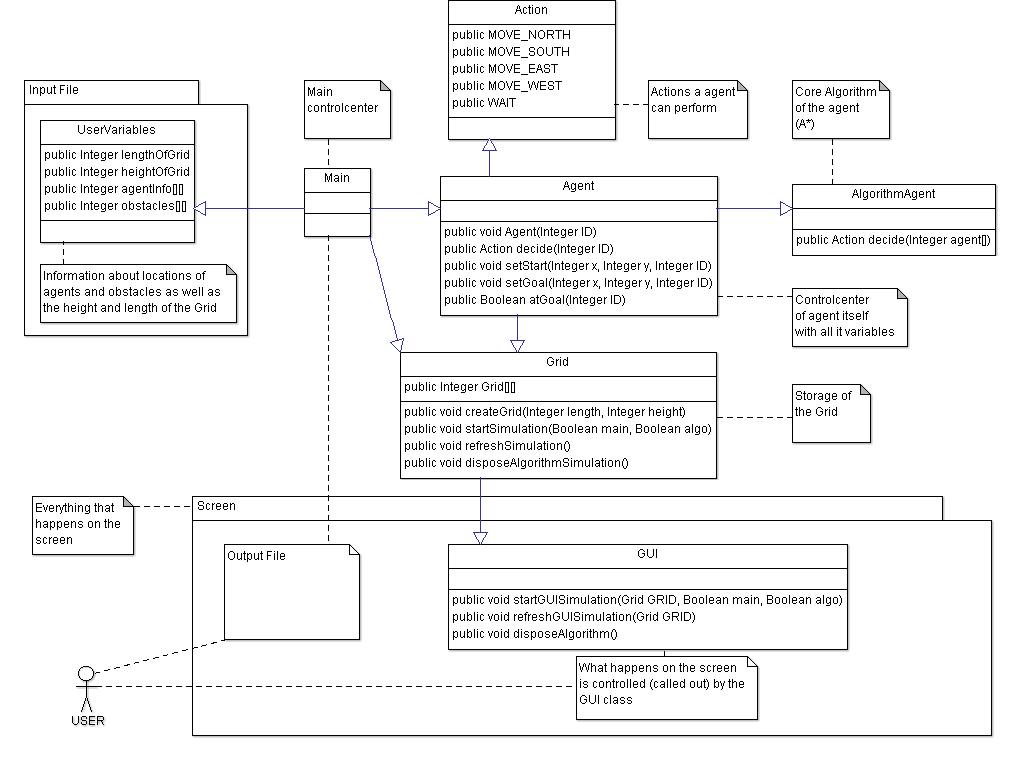 Action
public MOVE_NORTH
public MOVE_SOUTH
public MOVE_EAST
public MOVE_WEST
public WAIT
Input File
UserVariables
public Integer lengthOfGrid
public Integer heightOfGrid
public Integer agentInfo[][]
public Integer obstacles[][]
Information about locations of
agents and obstacles as well as
the height and length of the Grid
Main
controlcenter
Main
Actions a agent
can perform
Core Algorithm
of the agent
(A*)
Agent
public void Agent(Integer ID)
public Action decide(Integer ID)
public void setStart(Integer x, Integer y, Integer ID)
public void setGoal(Integer x, Integer y, Integer ID)
public Boolean atGoal(Integer ID)
AlgorithmAgent
public Action decide(Integer agent[])
Controlcenter
of agent itself
with all it variables
Grid
public Integer Grid[][]
public void createGrid(Integer length, Integer height)
public void startSimulation(Boolean main, Boolean algo)
public void refreshSimulation()
public void disposeAlgorithmSimulation()
Storage of
the Grid
Everything that
happens on the
screen
Screen
Output File
GUI
public void startGUISimulation(Grid GRID, Boolean main, Boolean algo)
public void refreshGUISimulation(Grid GRID)
public void disposeAlgorithm()
What happens on the screen
is controlled (called out) by the
GUI class
USER